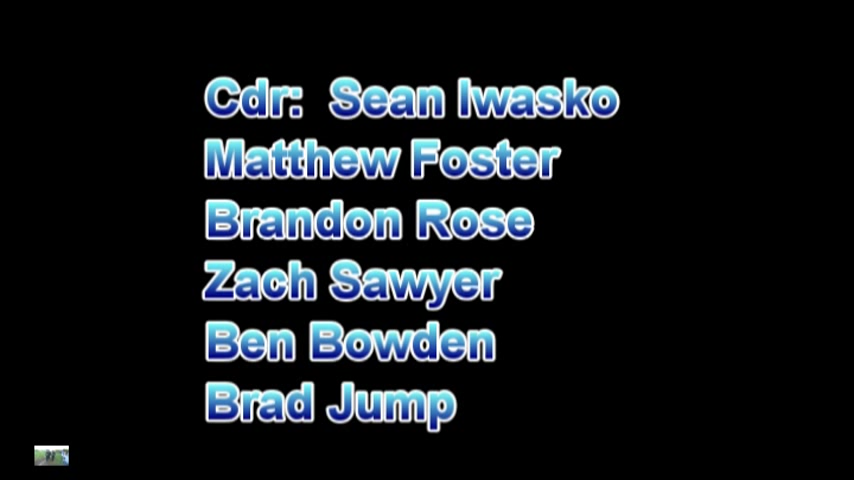 Cdr:  Sean Iwasko
Matthew Foster
Brandon Rose
Zach Sawyer
Ben Bowden
Brad Jump